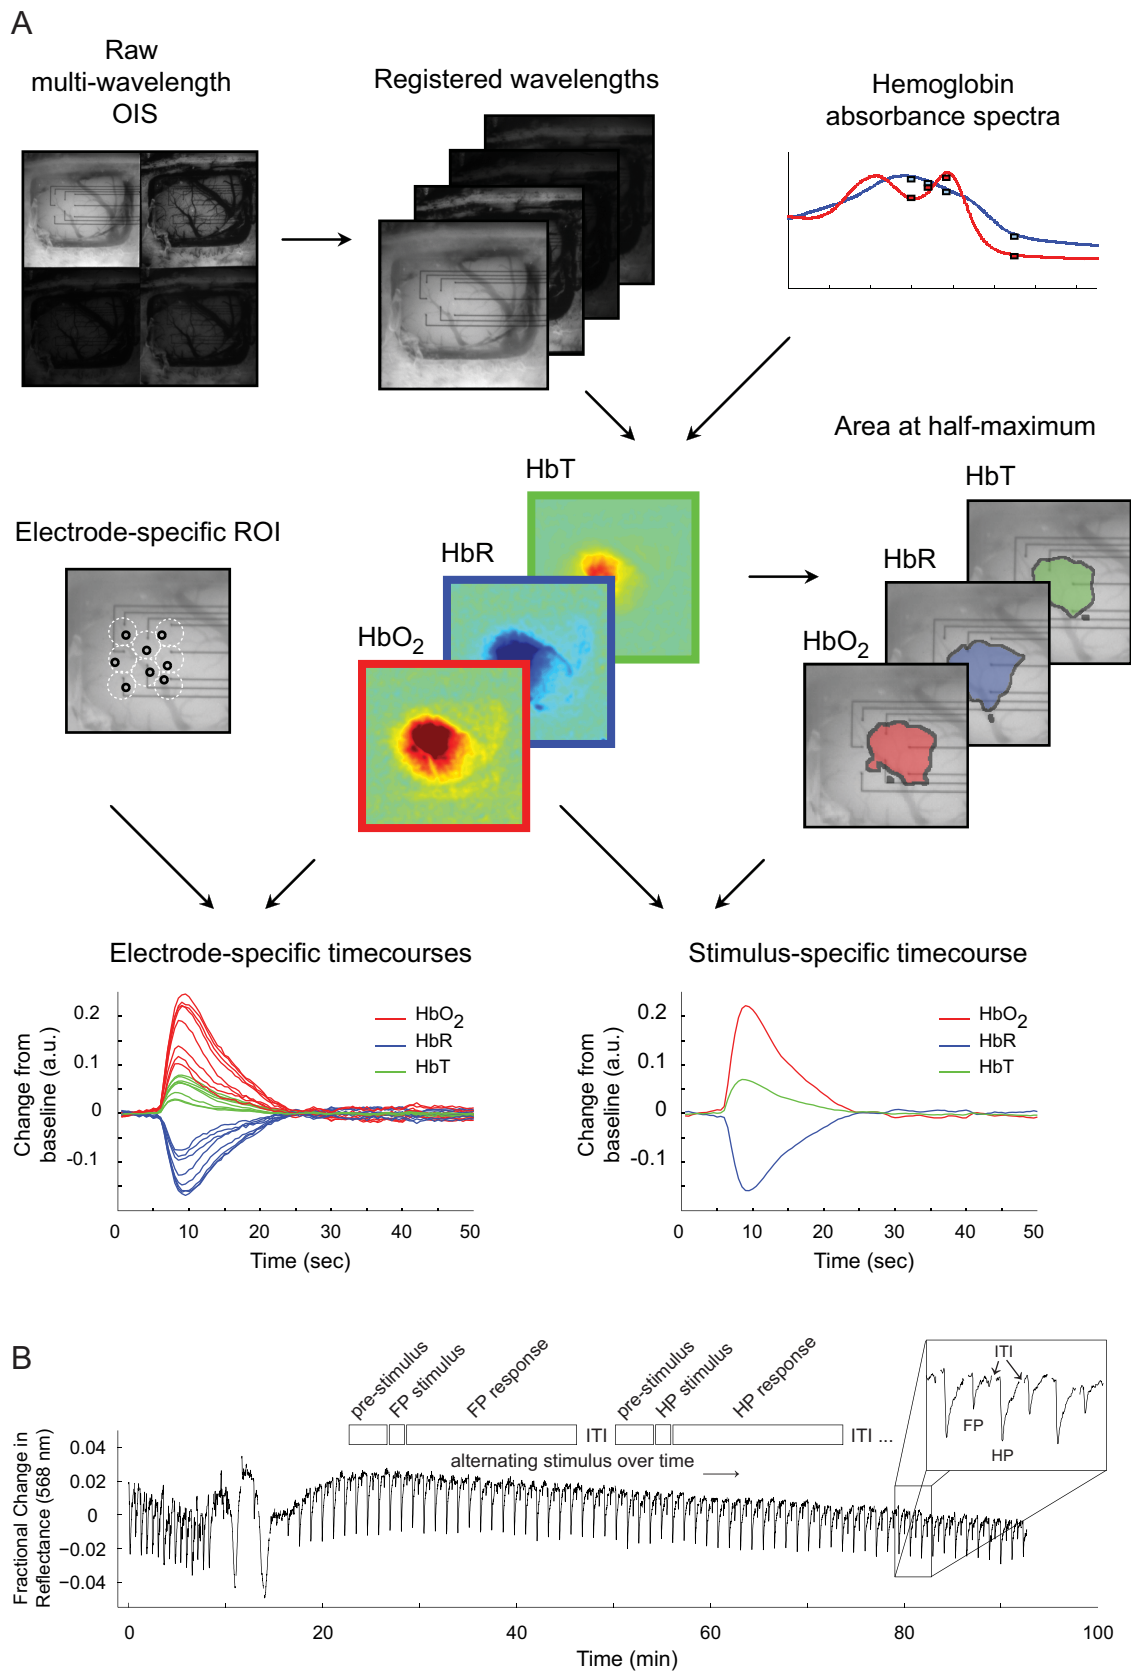 A
Raw
multi-wavelength
OIS
Registered wavelengths
Hemoglobin
absorbance spectra
Area at half-maximum
HbT
HbR
HbO2
Electrode-specific ROI
HbT
HbR
HbO2
Electrode-specific timecourses
Change from
baseline (a.u.)
0.2
0.1
0
-0.1
HbO2
HbR
HbT
0 10 20 30 40 50
Time (sec)
Stimulus-specific timecourse
Change from
baseline (a.u.)
0.2
0.1
0
-0.1
HbO2
HbR
HbT
0 10 20 30 40 50
Time (sec)
B
pre-stimulus
FP stimulus
FP response
ITI
pre-stimulus
HP stimulus
HP response
ITI ...
alternating stimulus over time
ITI
FP
HP
Fractional Change in
Reflectance (568 nm)
0.04
0.02
0
−0.02
−0.04
0 20 40 60 80 100
Time (min)